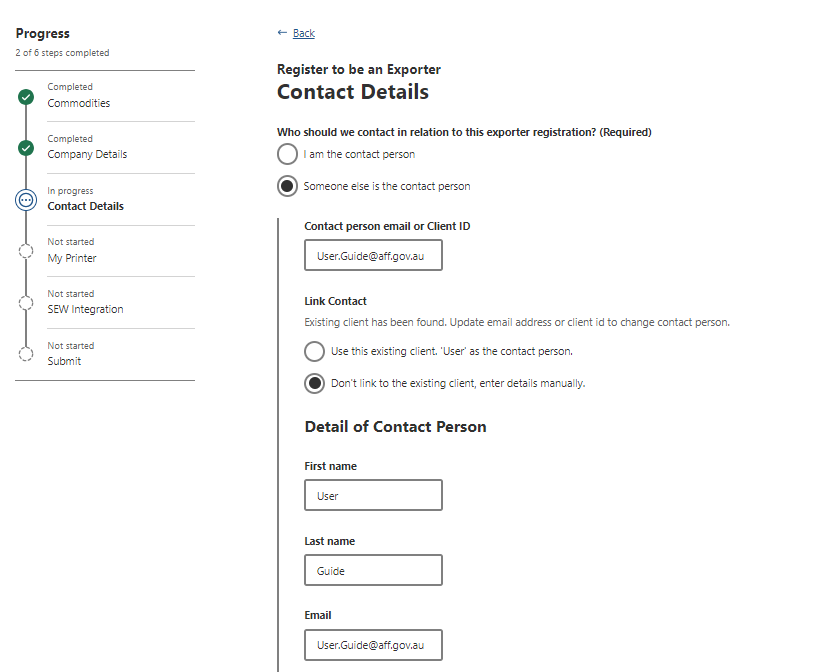 Progress
2 of 6 steps completed
Completed
Commodities
Completed
Company Details
In progress
Contact Details
Not started
My Printer
Not started
SEW Integration
Not started
Submit
← Back
Register to be an Exporter
Contact Details
Who should we contact in relation to this exporter registration? (Required)
I am the contact person
Someone else is the contact person
Contact person email or Client ID
User.Guide@aff.gov.au
Link Contact
Existing client has been found. Update email address or client id to change contact person.
Use this existing client. 'User' as the contact person.
Don't link to the existing client, enter details manually.
Detail of Contact Person
First name
User
Last name
Guide
Email
User.Guide@aff.gov.au